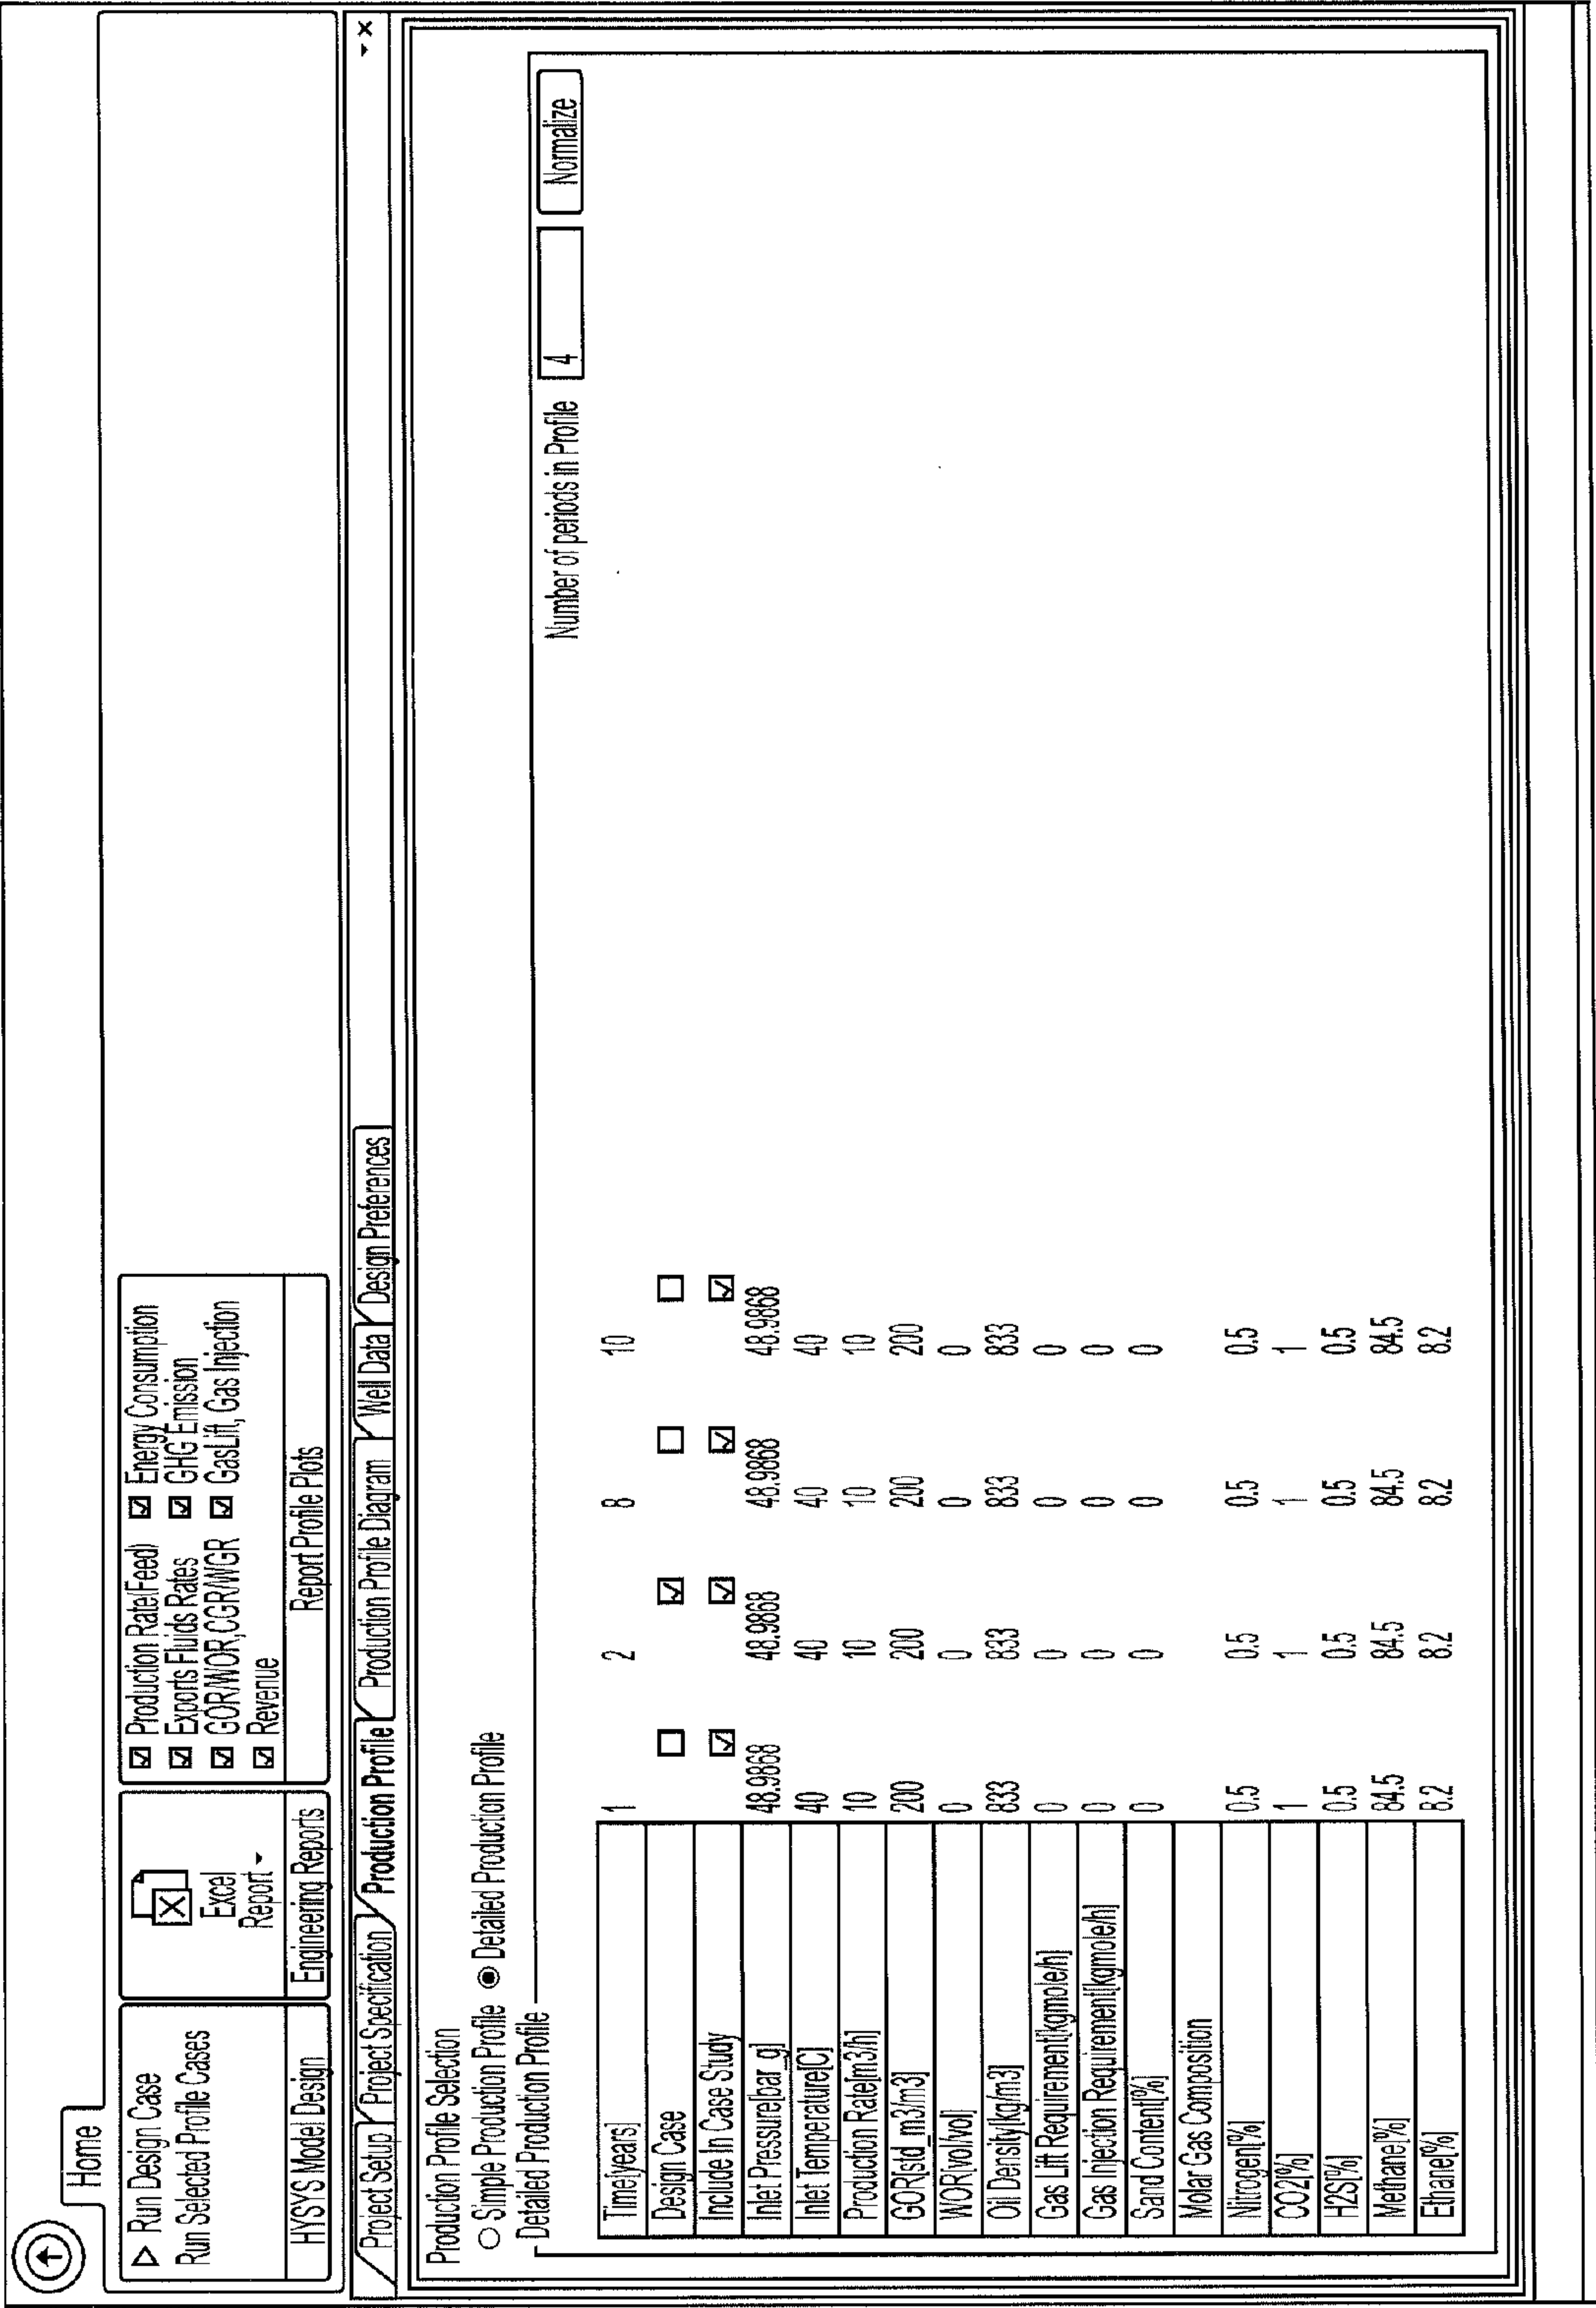 Home
Run Design Case
Run Selected Profile Cases
HYSYS Model Design
Excel
Report
Engineering Reports
Production Rate(Feed) Energy Consumption
Exports Fluids Rates GHG Emission
GOR/WOR,CGR/WGR GasLift, Gas Injection
Revenue
Report Profile Plots
Project Setup Project Specification Production Profile Production Profile Diagram Well Data Design Preferences
Production Profile Selection
Simple Production Profile Detailed Production Profile
Detailed Production Profile
Number of periods in Profile 4 Normalize
Time[years] 1 2 8 10
Design Case
Include In Case Study
Inlet Pressure[bar_g] 48.9868 48.9868 48.9868 48.9868
Inlet Temperature[C] 40 40 40 40
Production Rate[m3/h] 10 10 10 10
GOR[std_m3/m3] 200 200 200 200
WOR[vol/vol] 0 0 0 0
Oil Density[kg/m3] 833 833 833 833
Gas Lift Requirement[kgmole/h] 0 0 0 0
Gas Injection Requirement[kgmole/h] 0 0 0 0
Sand Content[%] 0 0 0 0
Molar Gas Composition
Nitrogen[%] 0.5 0.5 0.5 0.5
CO2[%] 1 1 1 1
H2S[%] 0.5 0.5 0.5 0.5
Methane[%] 84.5 84.5 84.5 84.5
Ethane[%] 8.2 8.2 8.2 8.2